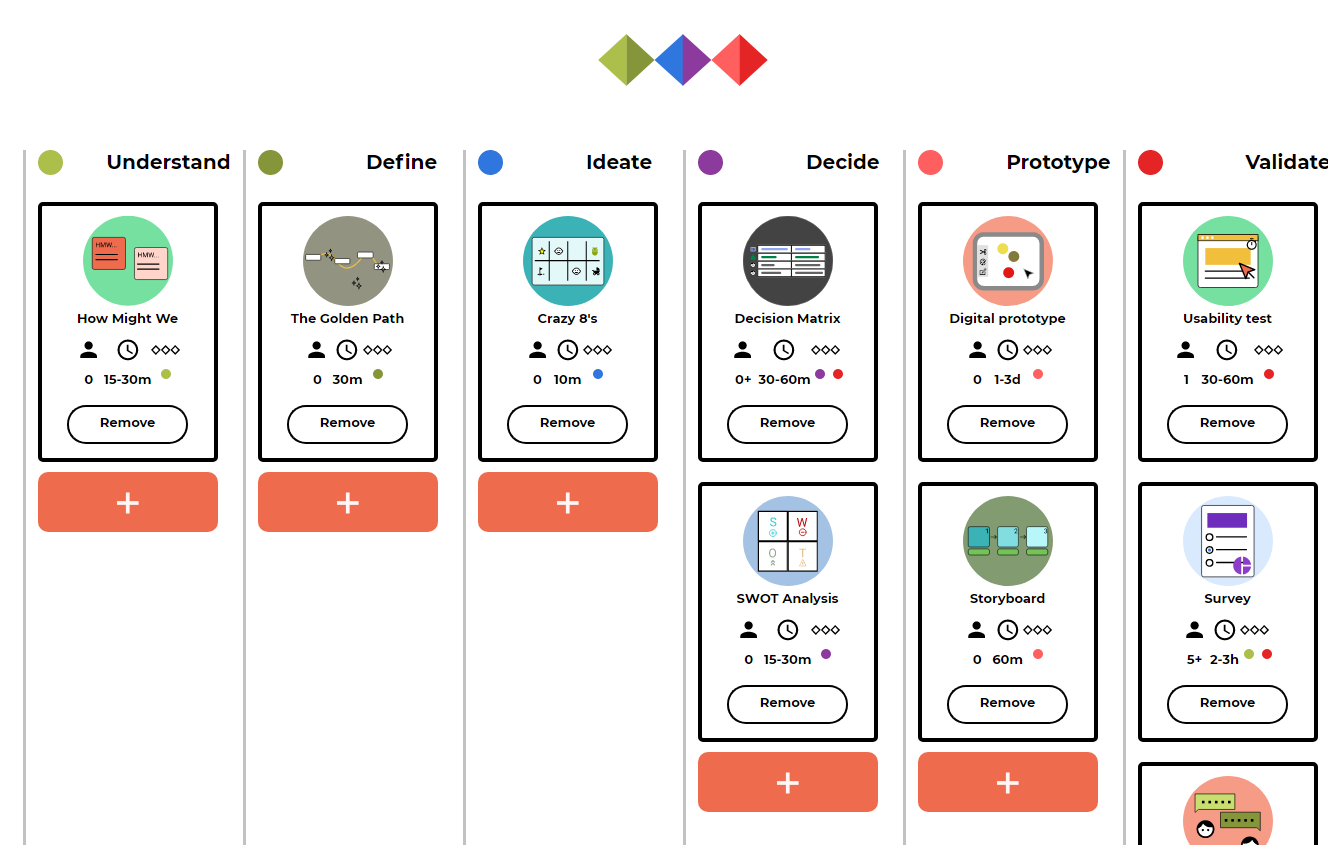 Understand
Define
Ideate
Decide
Prototype
Validate
HMW...
HMW...
How Might We
0 15-30m
Remove
+
The Golden Path
0 30m
Remove
+
Crazy 8's
0 10m
Remove
+
Decision Matrix
0+ 30-60m
Remove
S W
O T
SWOT Analysis
0 15-30m
Remove
+
Digital prototype
0 1-3d
Remove
1 2 3
Storyboard
0 60m
Remove
+
Usability test
1 30-60m
Remove
Survey
5+ 2-3h
Remove